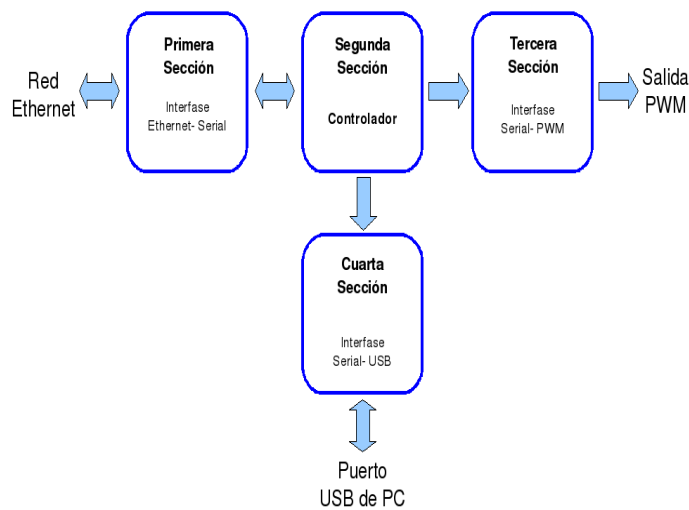 Red
Ethernet
Primera
Sección
Interfase
Ethernet- Serial
Segunda
Sección
Controlador
Tercera
Sección
Interfase
Serial- PWM
Salida
PWM
Cuarta
Sección
Interfase
Serial- USB
Puerto
USB de PC